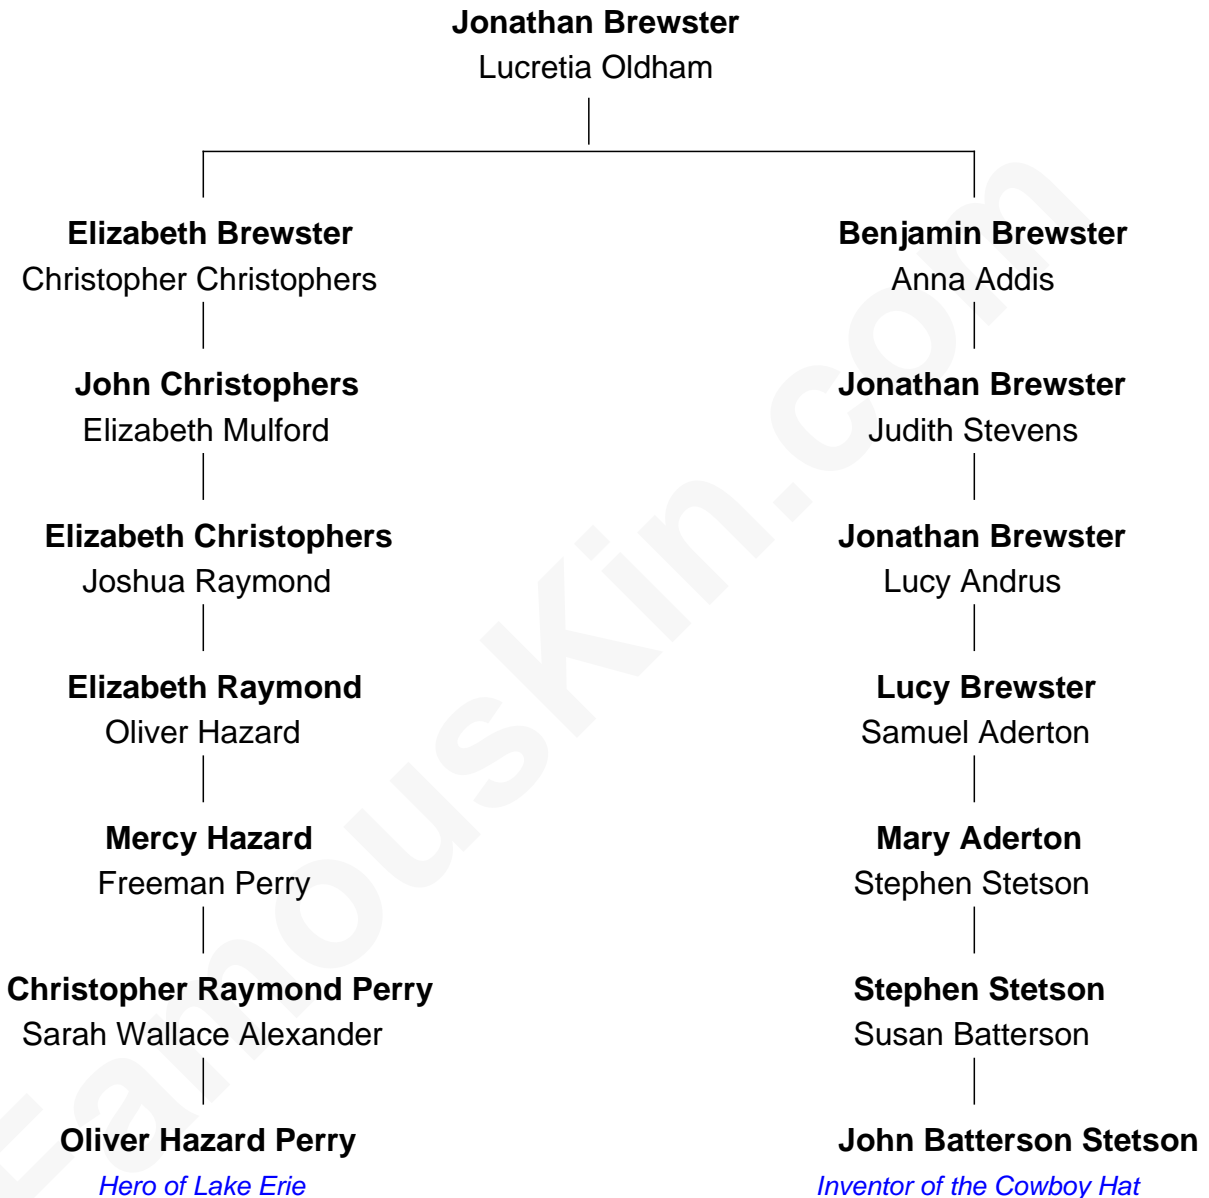 Jonathan Brewster
Lucretia Oldham
Elizabeth Brewster
Christopher Christophers
Benjamin Brewster
Anna Addis
John Christophers
Elizabeth Mulford
Jonathan Brewster
Judith Stevens
Elizabeth Christophers
Joshua Raymond
Jonathan Brewster
Lucy Andrus
Elizabeth Raymond
Oliver Hazard
Lucy Brewster
Samuel Aderton
Mercy Hazard
Freeman Perry
Mary Aderton
Stephen Stetson
Christopher Raymond Perry
Sarah Wallace Alexander
Stephen Stetson
Susan Batterson
Oliver Hazard Perry
Hero of Lake Erie
John Batterson Stetson
Inventor of the Cowboy Hat
FamousKin.com